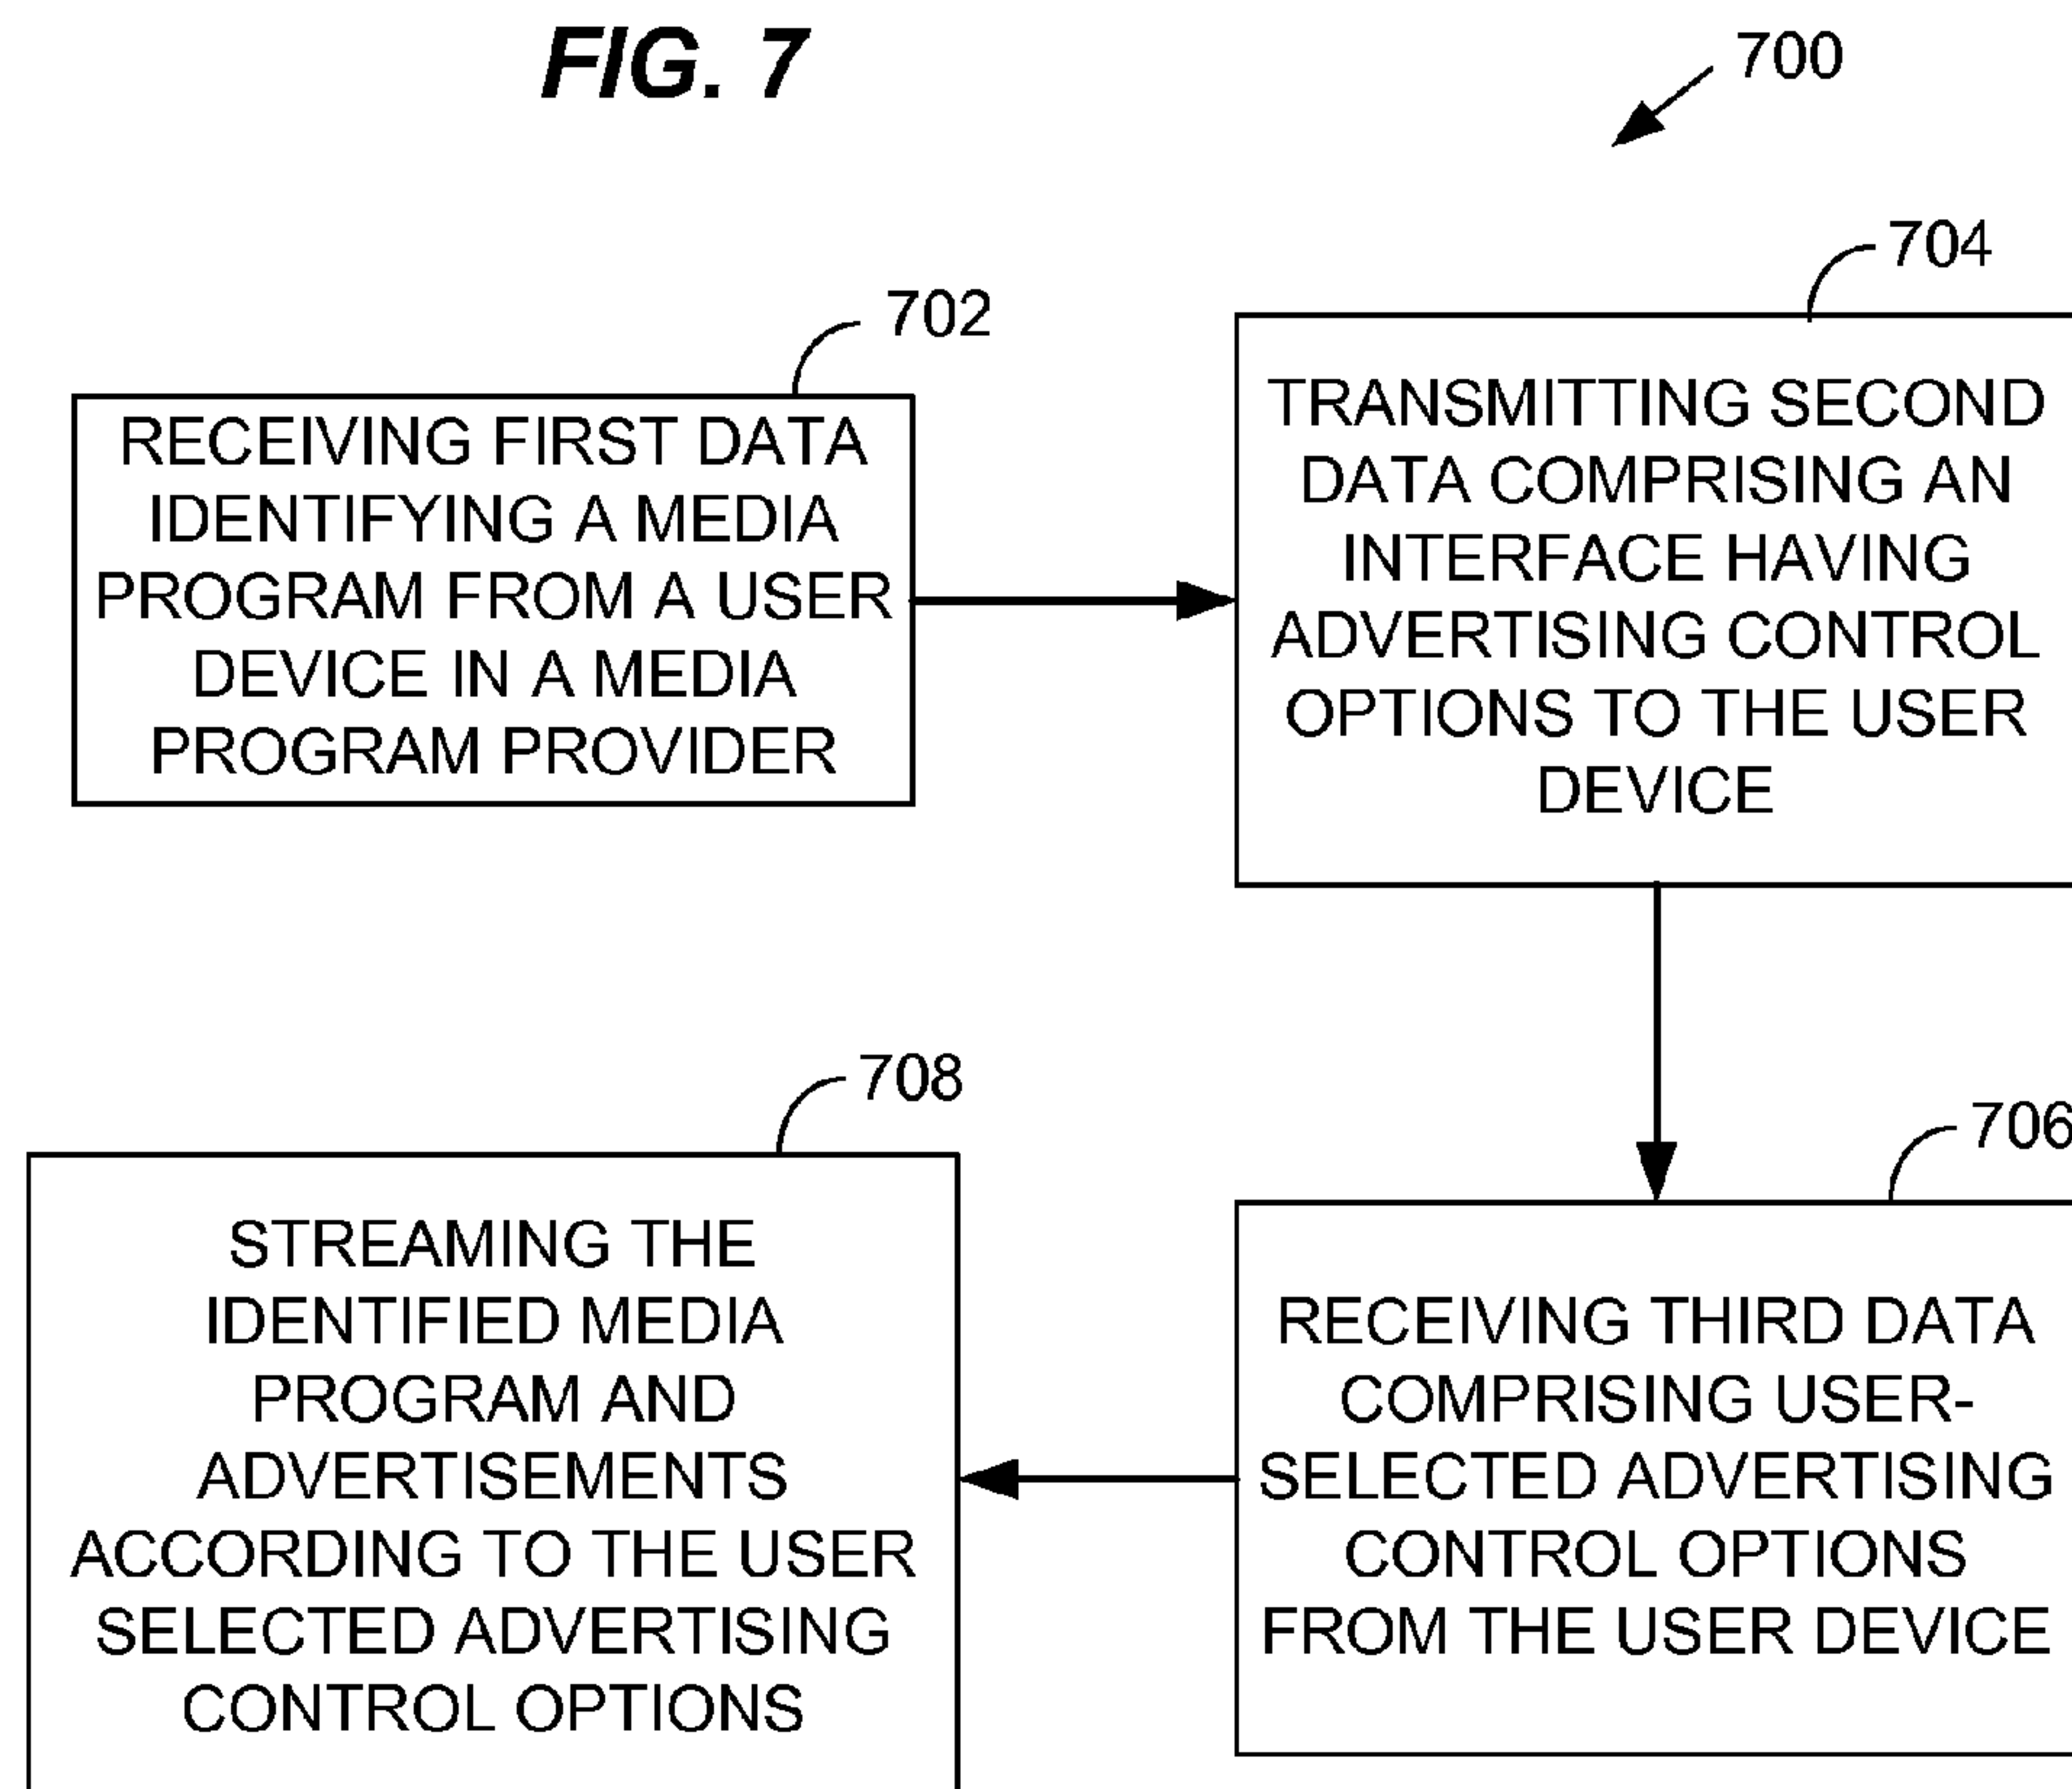 FIG. 7
700
702
RECEIVING FIRST DATA
IDENTIFYING A MEDIA
PROGRAM FROM A USER
DEVICE IN A MEDIA
PROGRAM PROVIDER
704
TRANSMITTING SECOND
DATA COMPRISING AN
INTERFACE HAVING
ADVERTISING CONTROL
OPTIONS TO THE USER
DEVICE
706
RECEIVING THIRD DATA
COMPRISING USER-
SELECTED ADVERTISING
CONTROL OPTIONS
FROM THE USER DEVICE
708
STREAMING THE
IDENTIFIED MEDIA
PROGRAM AND
ADVERTISEMENTS
ACCORDING TO THE USER
SELECTED ADVERTISING
CONTROL OPTIONS